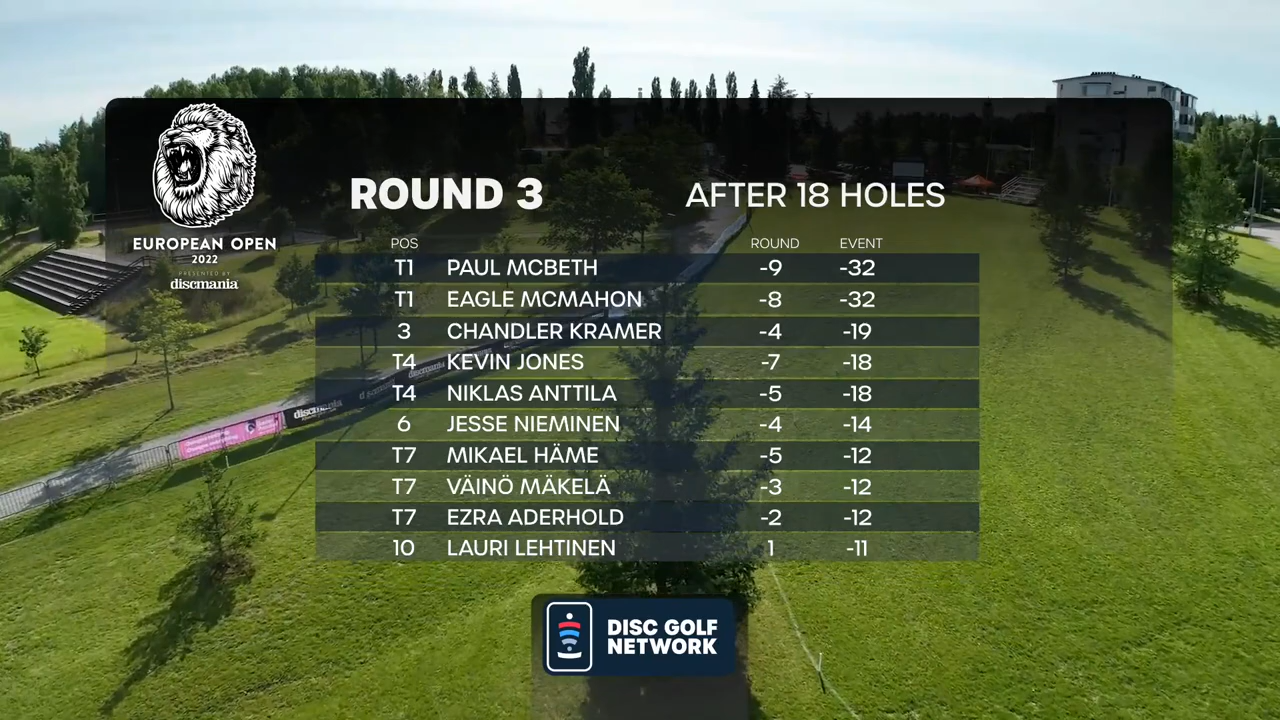 ROUND 3 AFTER 18 HOLES
EUROPEAN OPEN
2022
PRESENTED BY
discmania
POS ROUND EVENT
T1 PAUL MCBETH -9 -32
T1 EAGLE MCMAHON -8 -32
3 CHANDLER KRAMER -4 -19
T4 KEVIN JONES -7 -18
T4 NIKLAS ANTTILA -5 -18
6 JESSE NIEMINEN -4 -14
T7 MIKAEL HÄME -5 -12
T7 VÄINÖ MÄKELÄ -3 -12
T7 EZRA ADERHOLD -2 -12
10 LAURI LEHTINEN 1 -11
discmania
discmania
DISC GOLF
NETWORK